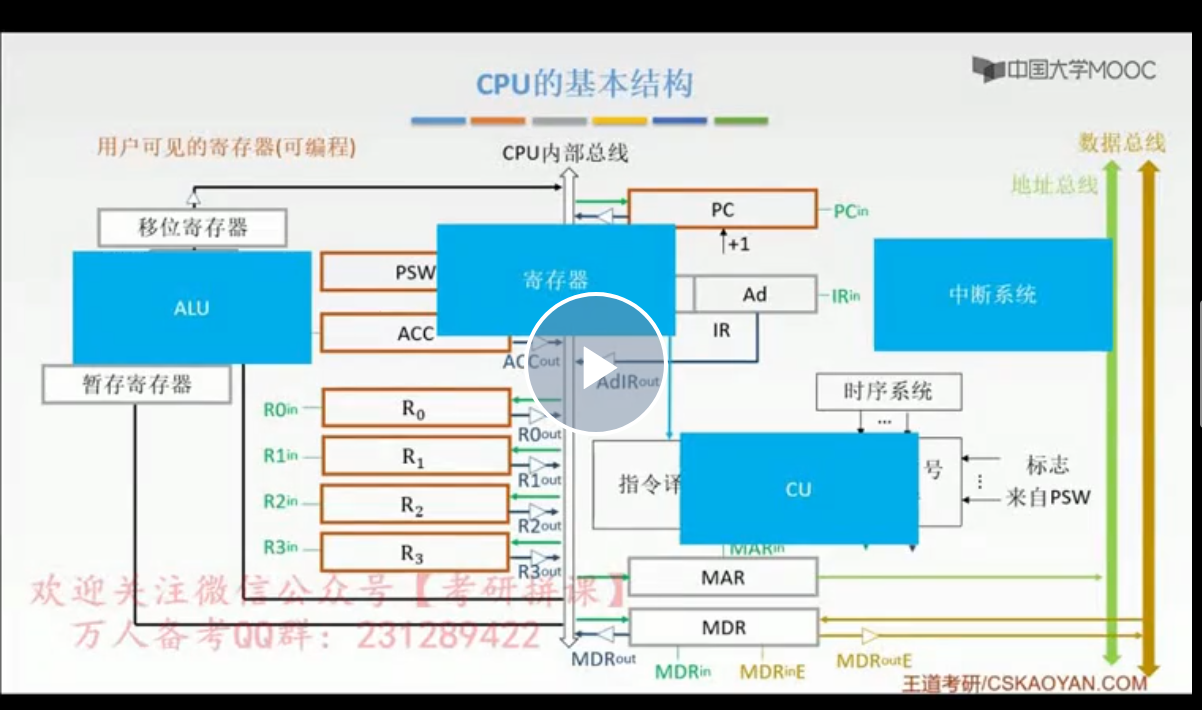 中国大学MOOC
CPU的基本结构
数据总线
用户可见的寄存器(可编程)
CPU内部总线
地址总线
移位寄存器
PC
PCin
+1
PSW
寄存器
ALU
Ad
IRin
中断系统
ACC
IR
ACCout
AdIRout
暂存寄存器
时序系统
...
R0in
R0
R0out
R1in
R1
R1out
指令译
CU
号
标志
来自PSW
R2in
R2
R2out
R3in
R3
R3out
MARin
MAR
欢迎关注微信公众号【考研拼课】
万人备考QQ群：231289422
MDR
MDRout
MDRin
MDRinE
MDRoutE
王道考研/CSKAOYAN.COM